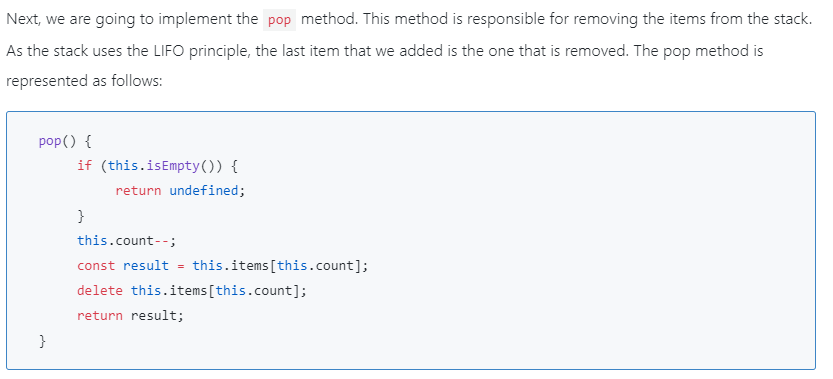 Next, we are going to implement the pop method. This method is responsible for removing the items from the stack.
As the stack uses the LIFO principle, the last item that we added is the one that is removed. The pop method is
represented as follows:
pop() {
     if (this.isEmpty()) {
          return undefined;
     }
     this.count--;
     const result = this.items[this.count];
     delete this.items[this.count];
     return result;
}